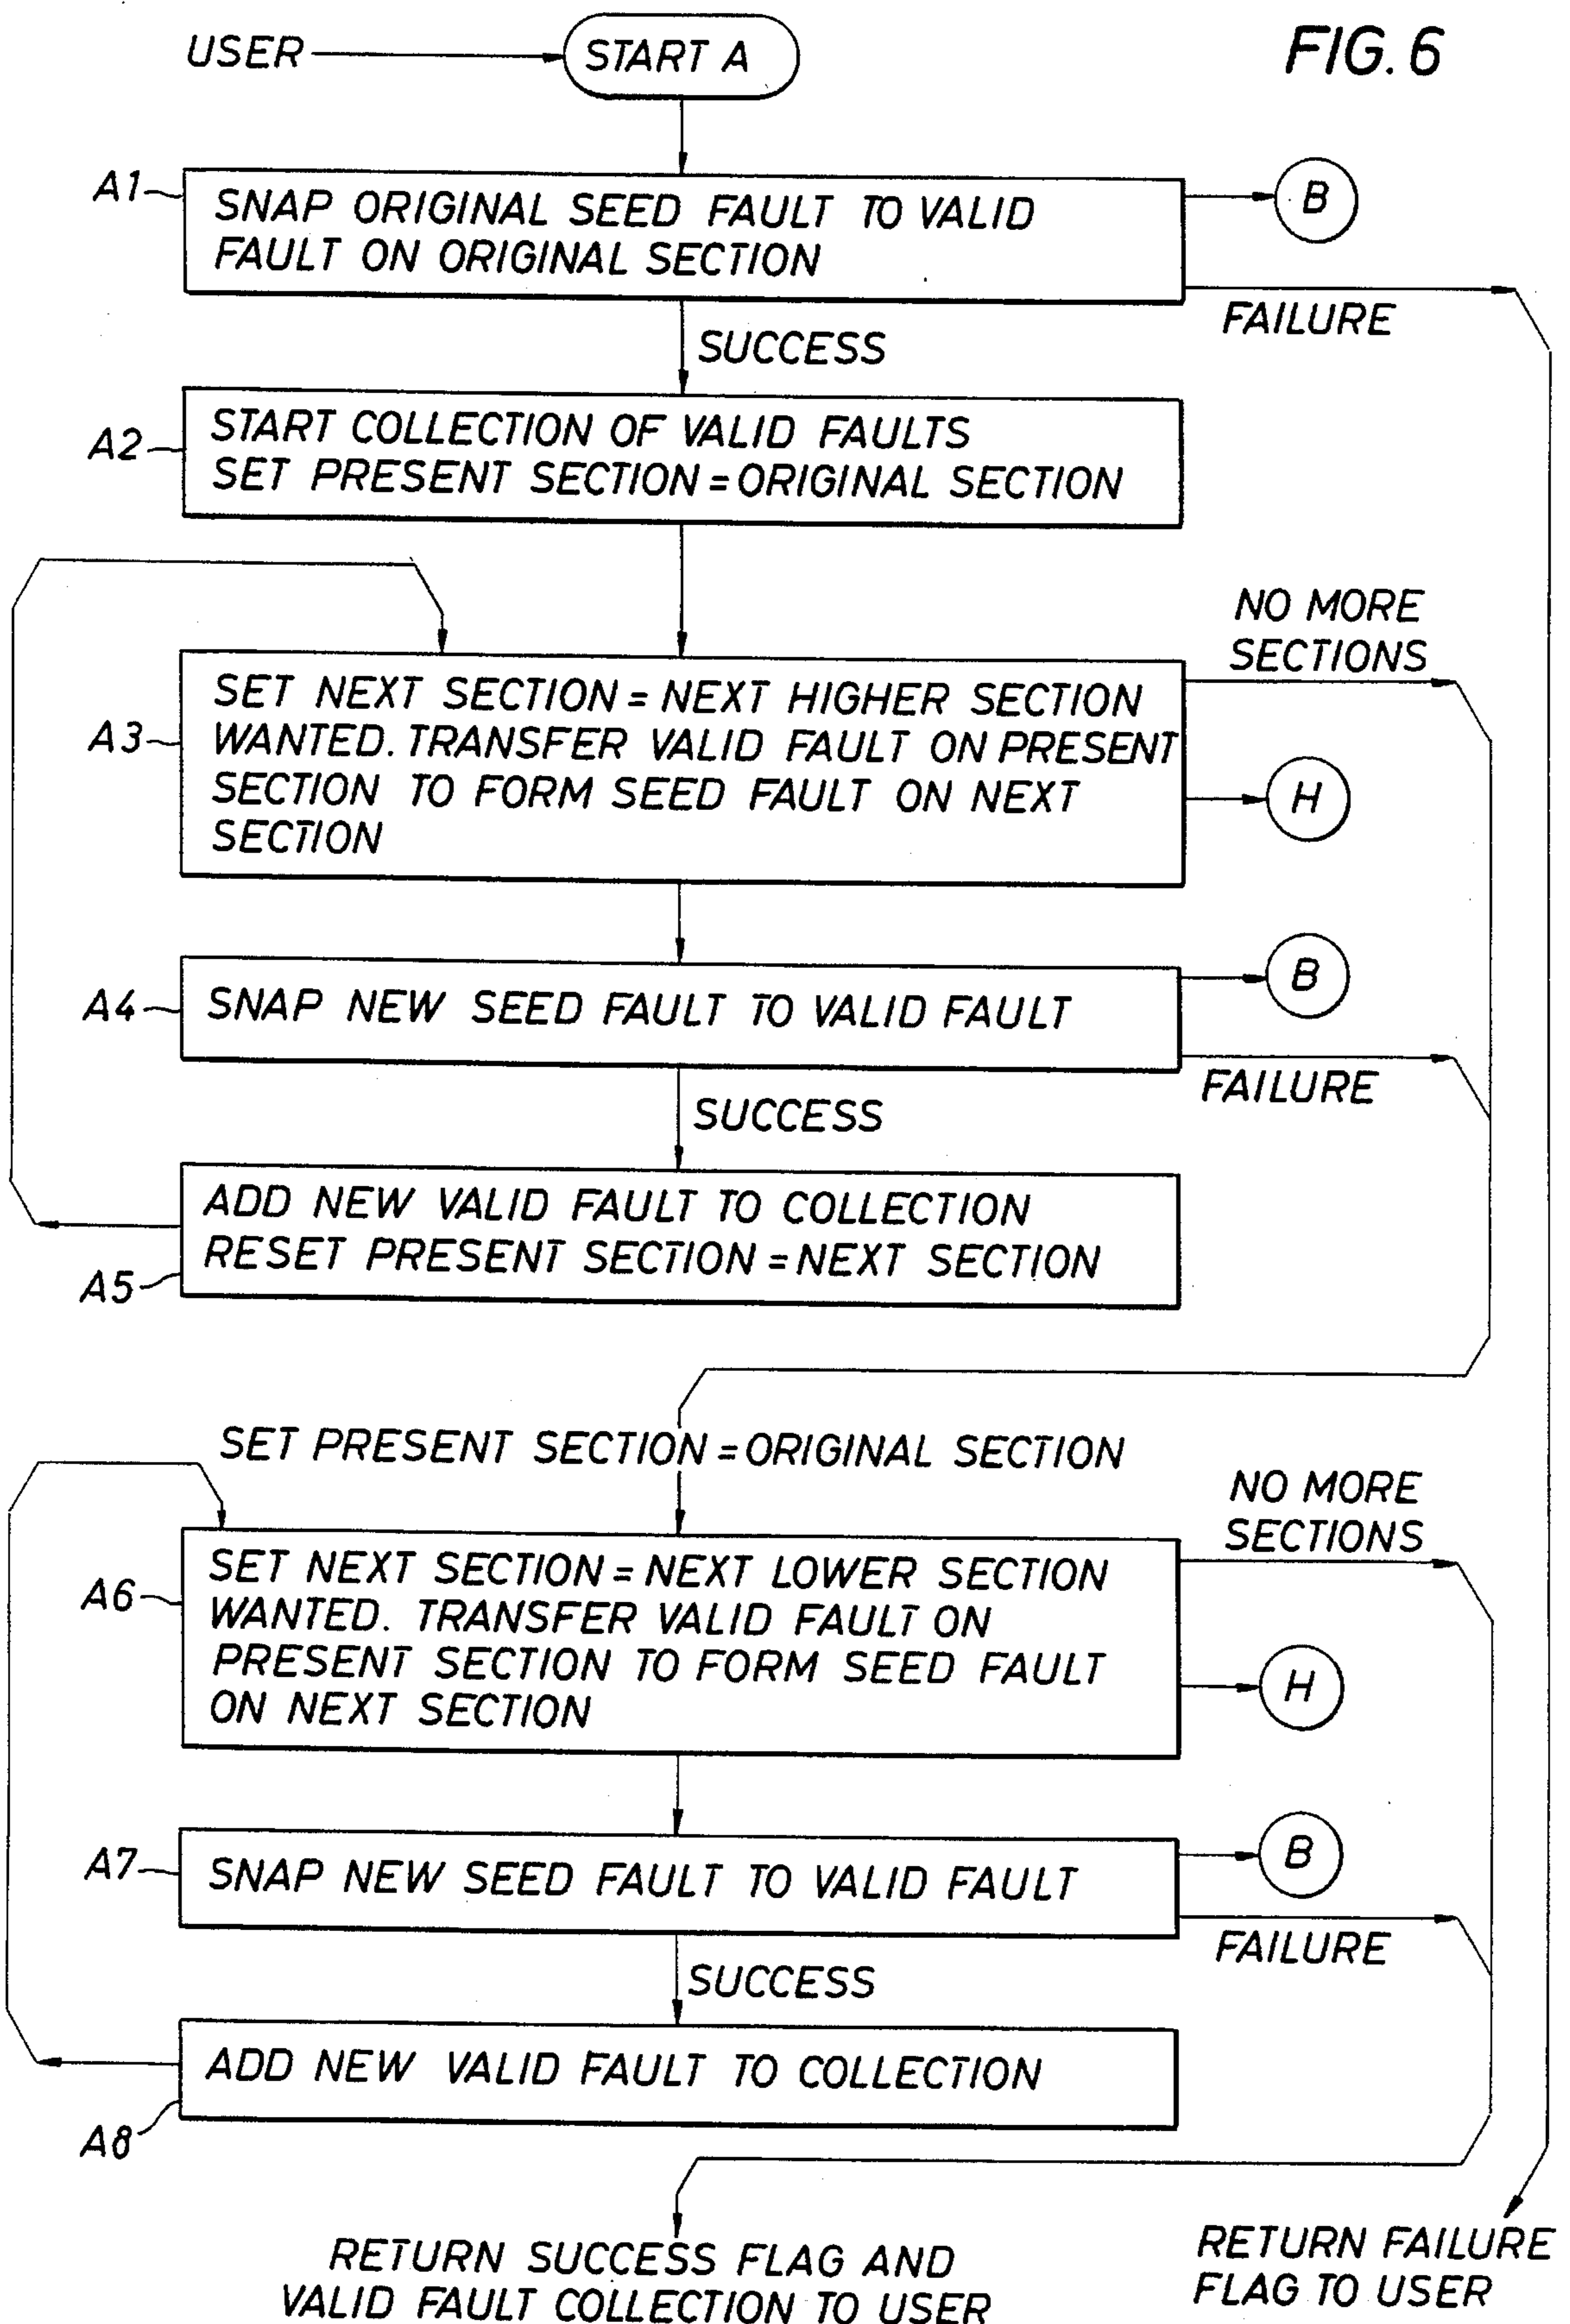 FIG. 6
USER
START A
A1
SNAP ORIGINAL SEED FAULT TO VALID
FAULT ON ORIGINAL SECTION
B
FAILURE
SUCCESS
A2
START COLLECTION OF VALID FAULTS
SET PRESENT SECTION = ORIGINAL SECTION
NO MORE
SECTIONS
A3
SET NEXT SECTION = NEXT HIGHER SECTION
WANTED. TRANSFER VALID FAULT ON PRESENT
SECTION TO FORM SEED FAULT ON NEXT
SECTION
H
A4
SNAP NEW SEED FAULT TO VALID FAULT
B
FAILURE
SUCCESS
ADD NEW VALID FAULT TO COLLECTION
RESET PRESENT SECTION = NEXT SECTION
A5
SET PRESENT SECTION = ORIGINAL SECTION
NO MORE
SECTIONS
A6
SET NEXT SECTION = NEXT LOWER SECTION
WANTED. TRANSFER VALID FAULT ON
PRESENT SECTION TO FORM SEED FAULT
ON NEXT SECTION
H
A7
SNAP NEW SEED FAULT TO VALID FAULT
B
FAILURE
SUCCESS
ADD NEW VALID FAULT TO COLLECTION
A8
RETURN SUCCESS FLAG AND
VALID FAULT COLLECTION TO USER
RETURN FAILURE
FLAG TO USER